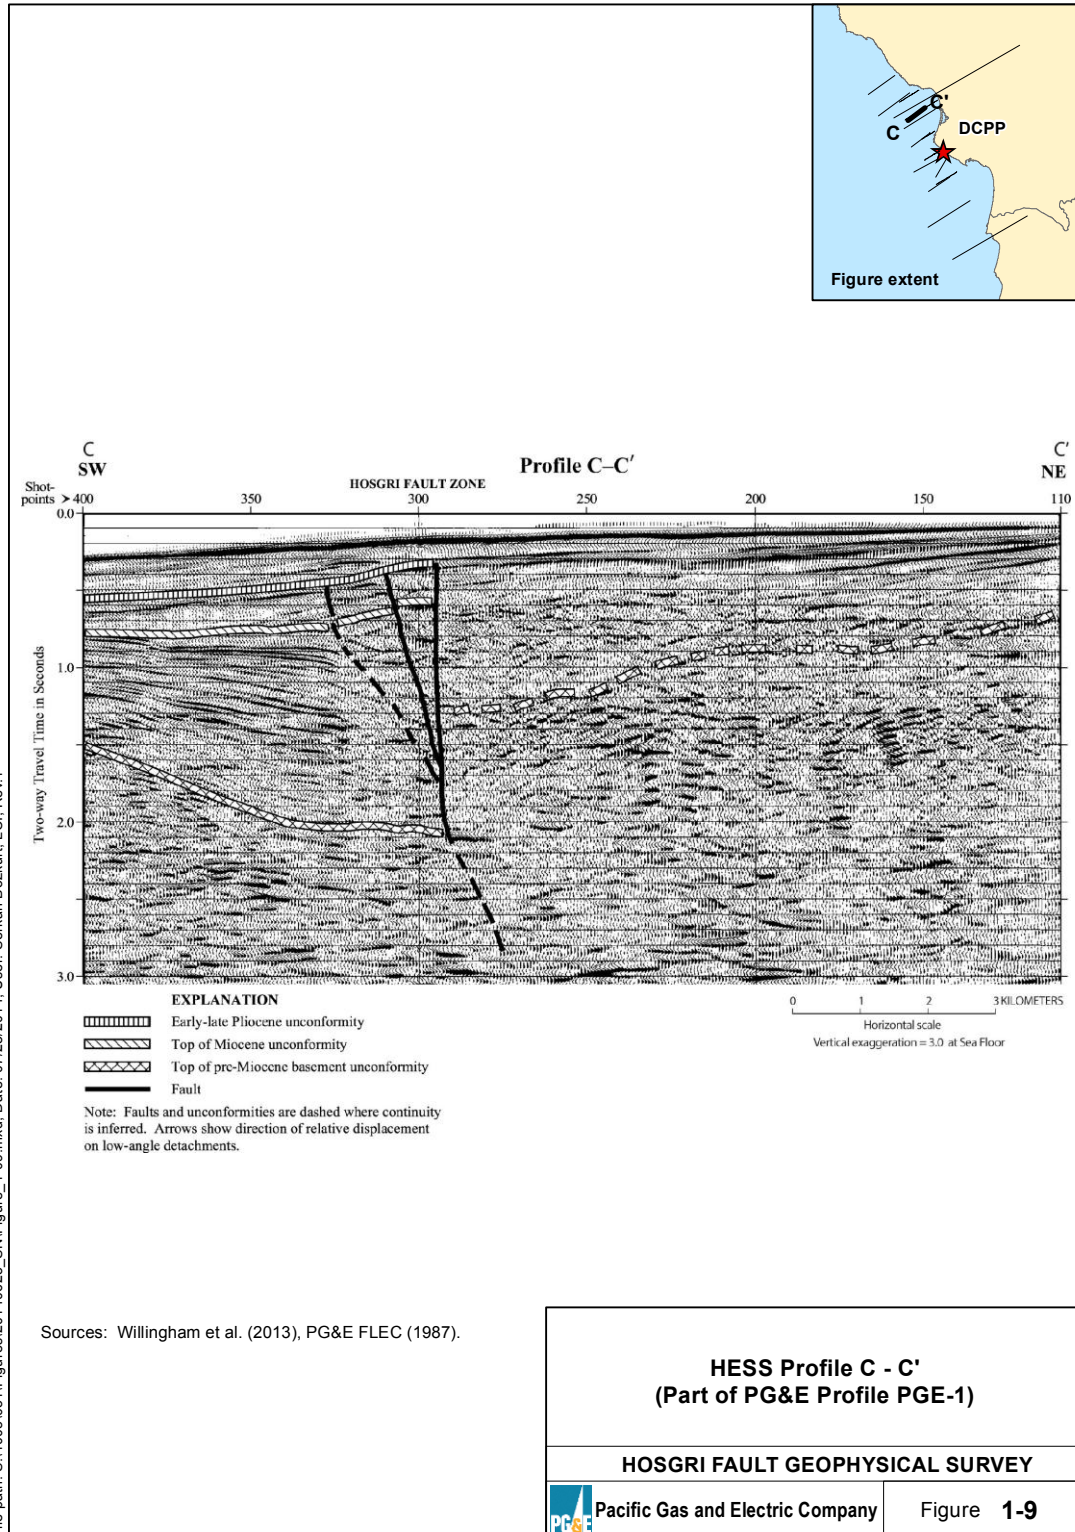 C'
C
DCPP
Figure extent
C
SW
Profile C–C'
C'
NE
HOSGRI FAULT ZONE
Shot-
points
400
350
300
250
200
150
110
0.0
1.0
2.0
3.0
Two-way Travel Time in Seconds
EXPLANATION
Early-late Pliocene unconformity
Top of Miocene unconformity
Top of pre-Miocene basement unconformity
Fault
Note: Faults and unconformities are dashed where continuity
is inferred. Arrows show direction of relative displacement
on low-angle detachments.
0 1 2 3 KILOMETERS
Horizontal scale
Vertical exaggeration = 3.0 at Sea Floor
Sources: Willingham et al. (2013), PG&E FLEC (1987).
HESS Profile C - C'
(Part of PG&E Profile PGE-1)
HOSGRI FAULT GEOPHYSICAL SURVEY
PG&E
Pacific Gas and Electric Company
Figure 1-9